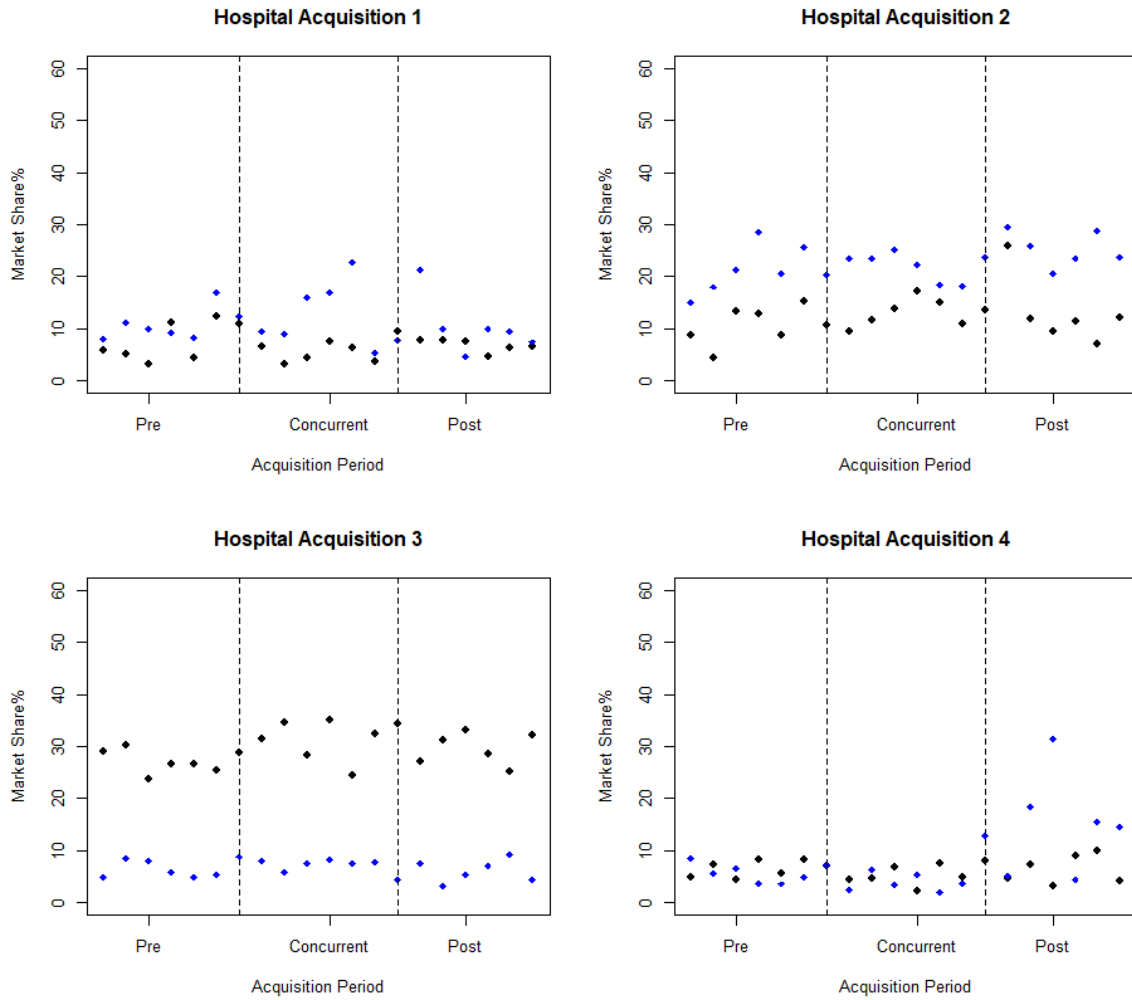 Hospital Acquisition 1
Market Share%
60
50
40
30
20
10
0
Pre
Concurrent
Post
Acquisition Period
Hospital Acquisition 2
Market Share%
60
50
40
30
20
10
0
Pre
Concurrent
Post
Acquisition Period
Hospital Acquisition 3
Market Share%
60
50
40
30
20
10
0
Pre
Concurrent
Post
Acquisition Period
Hospital Acquisition 4
Market Share%
60
50
40
30
20
10
0
Pre
Concurrent
Post
Acquisition Period